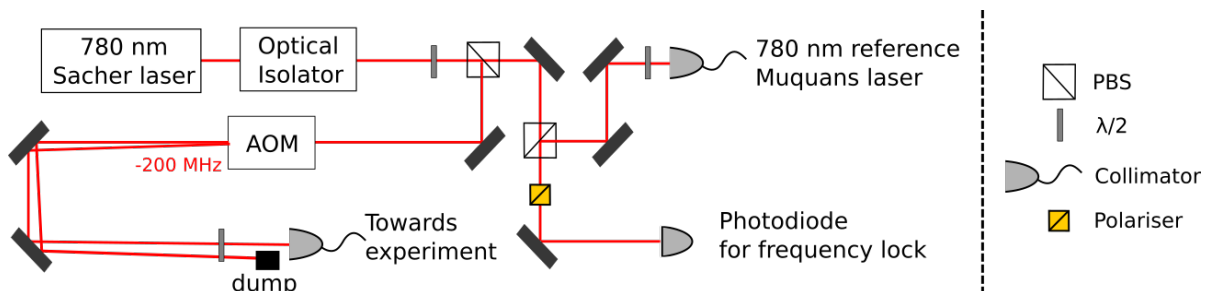 780 nm
Sacher laser
Optical
Isolator
780 nm reference
Muquans laser
AOM
-200 MHz
Towards
experiment
dump
Photodiode
for frequency lock
PBS
λ/2
Collimator
Polariser